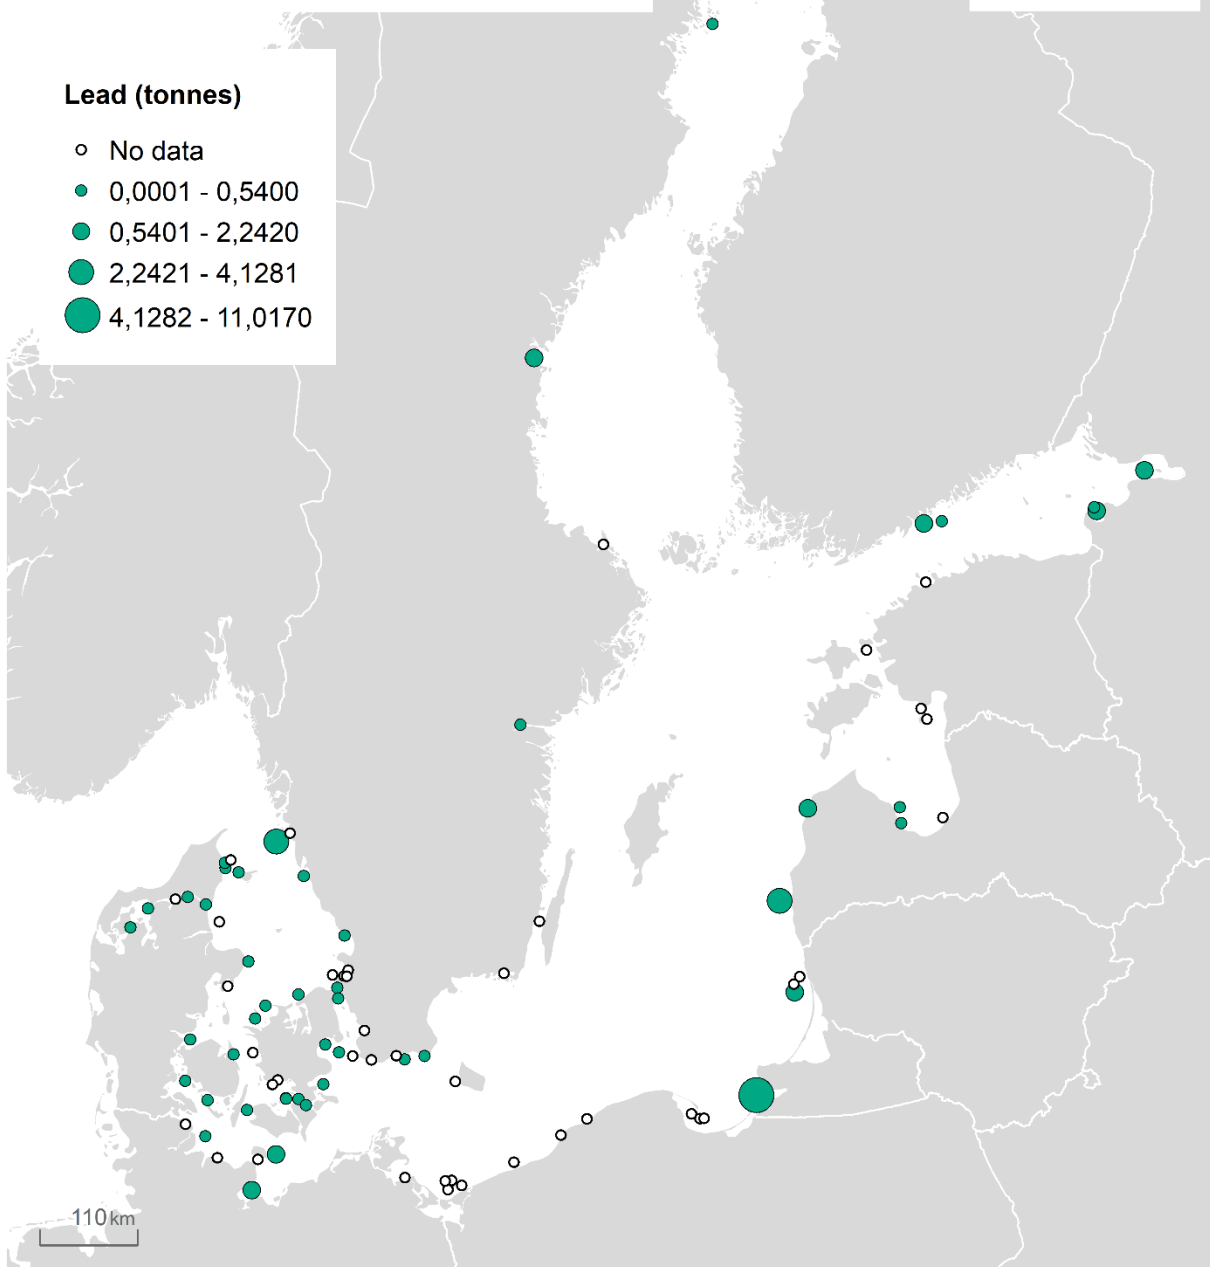 Lead (tonnes)
No data
0,0001 - 0,5400
0,5401 - 2,2420
2,2421 - 4,1281
4,1282 - 11,0170
110 km